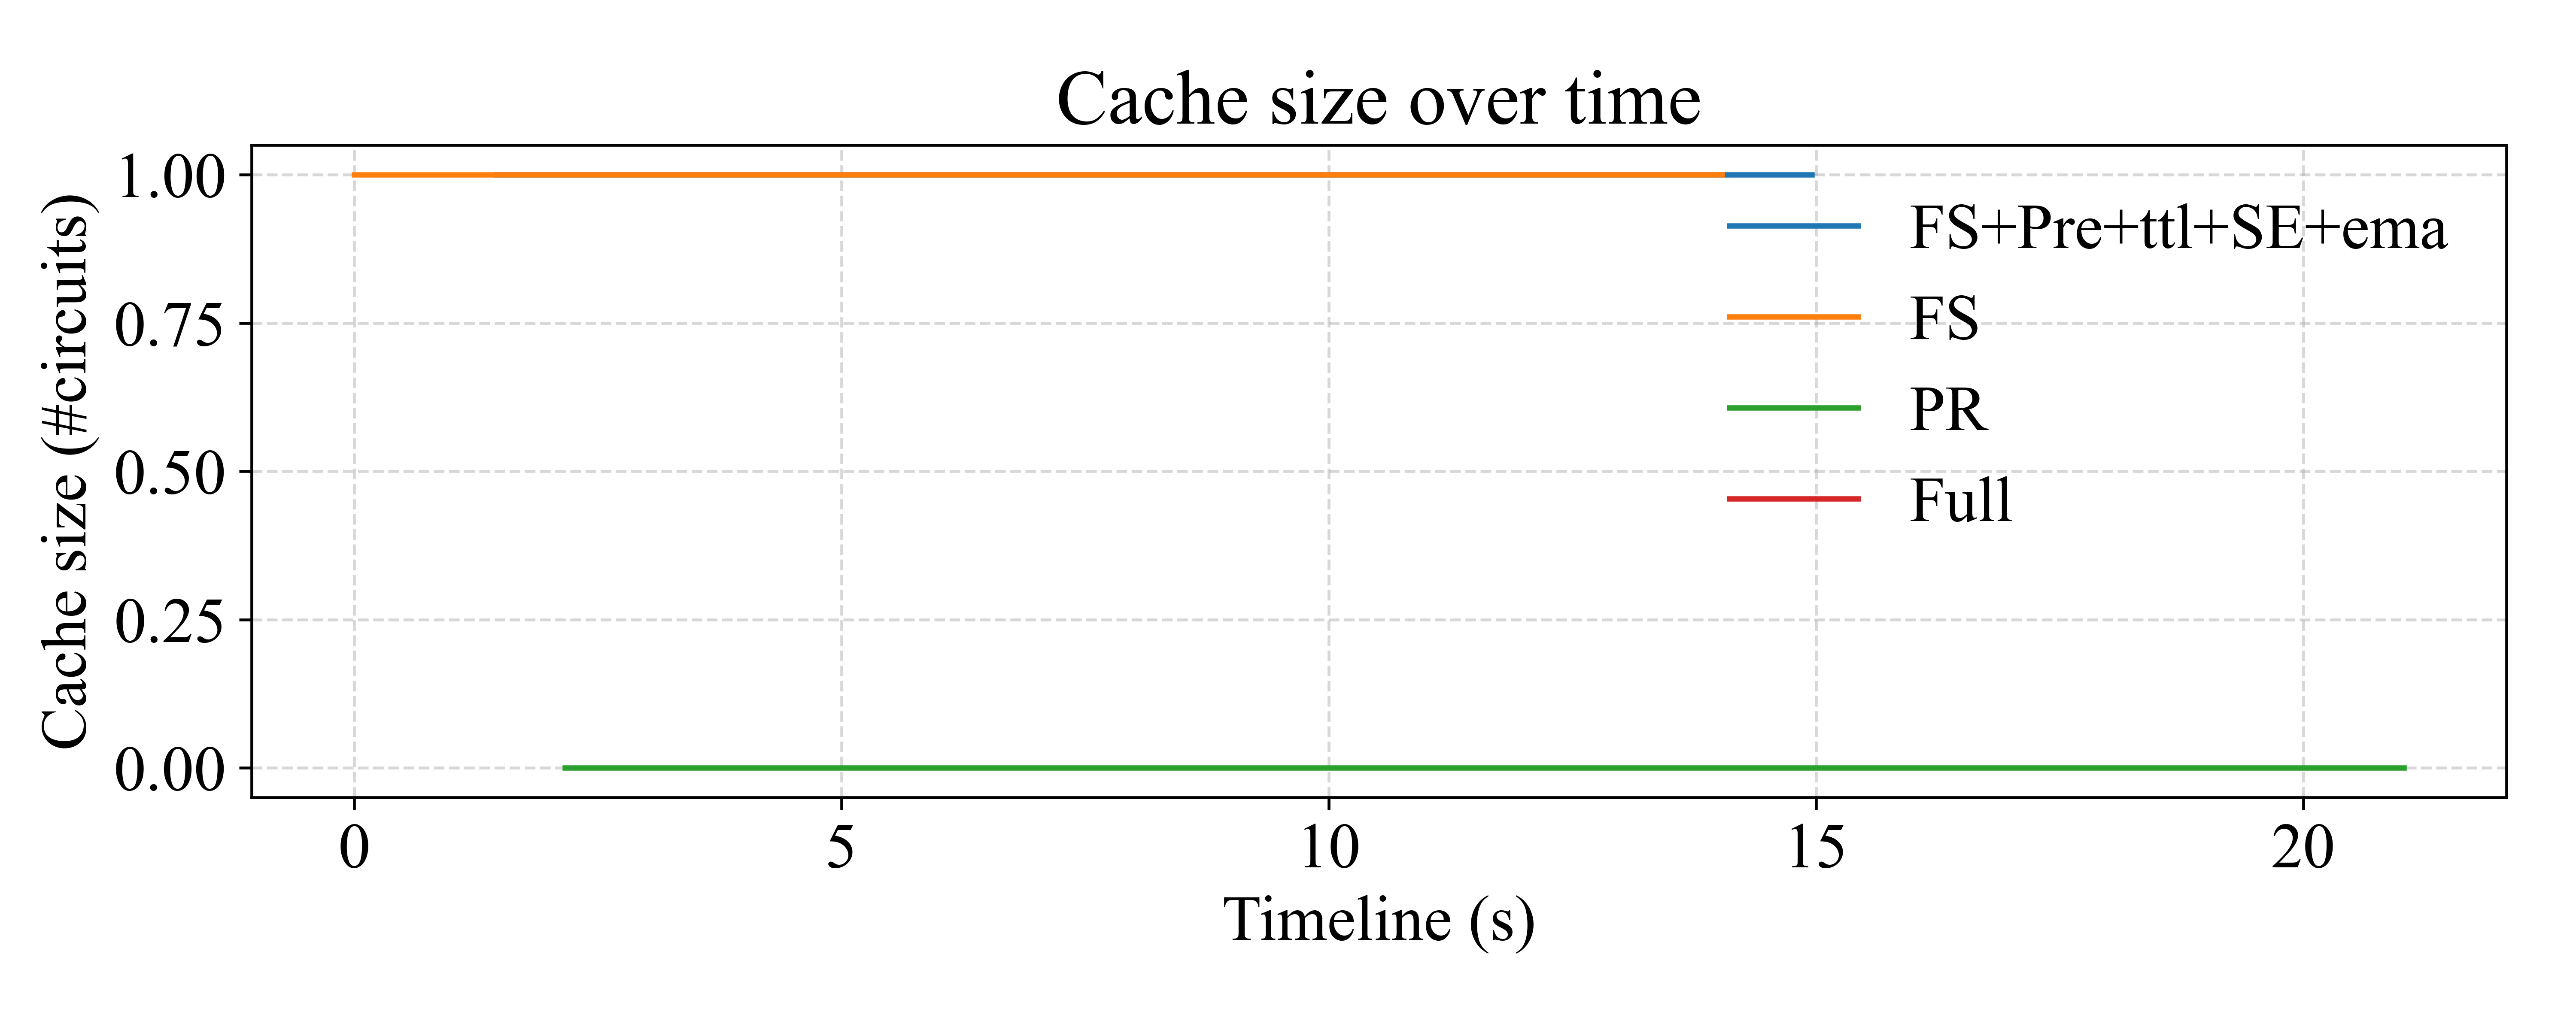 Cache size over time
Cache size (#circuits)
1.00
0.75
0.50
0.25
0.00
FS+Pre+ttl+SE+ema
FS
PR
Full
0 5 10 15 20
Timeline (s)